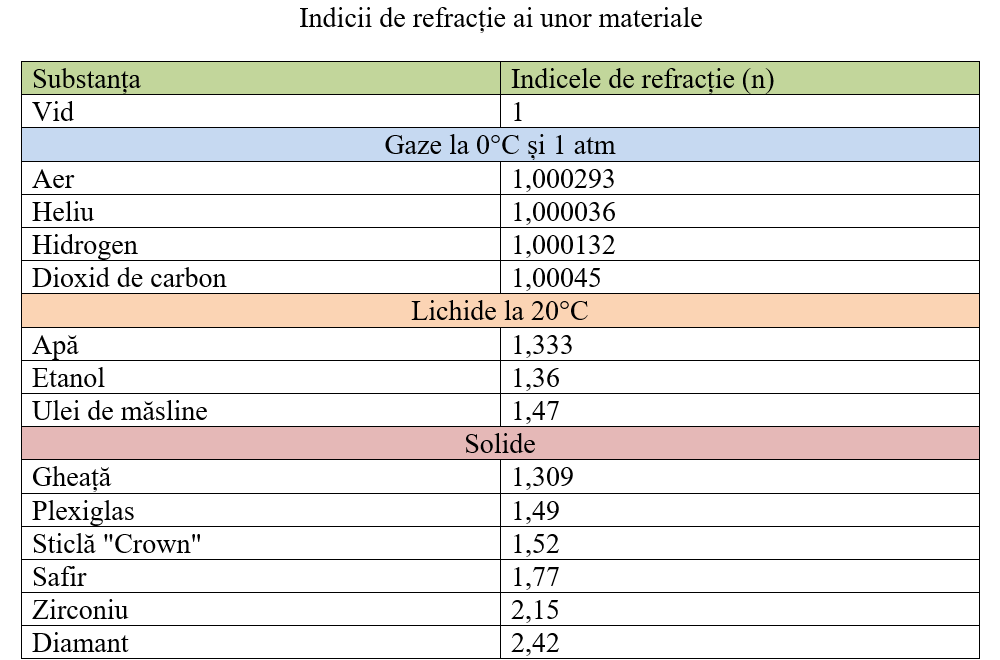 Indicii de refracție ai unor materiale
Substanța Indicele de refracție (n)
Vid 1
Gaze la 0°C și 1 atm
Aer 1,000293
Heliu 1,000036
Hidrogen 1,000132
Dioxid de carbon 1,00045
Lichide la 20°C
Apă 1,333
Etanol 1,36
Ulei de măsline 1,47
Solide
Gheață 1,309
Plexiglas 1,49
Sticlă "Crown" 1,52
Safir 1,77
Zirconiu 2,15
Diamant 2,42